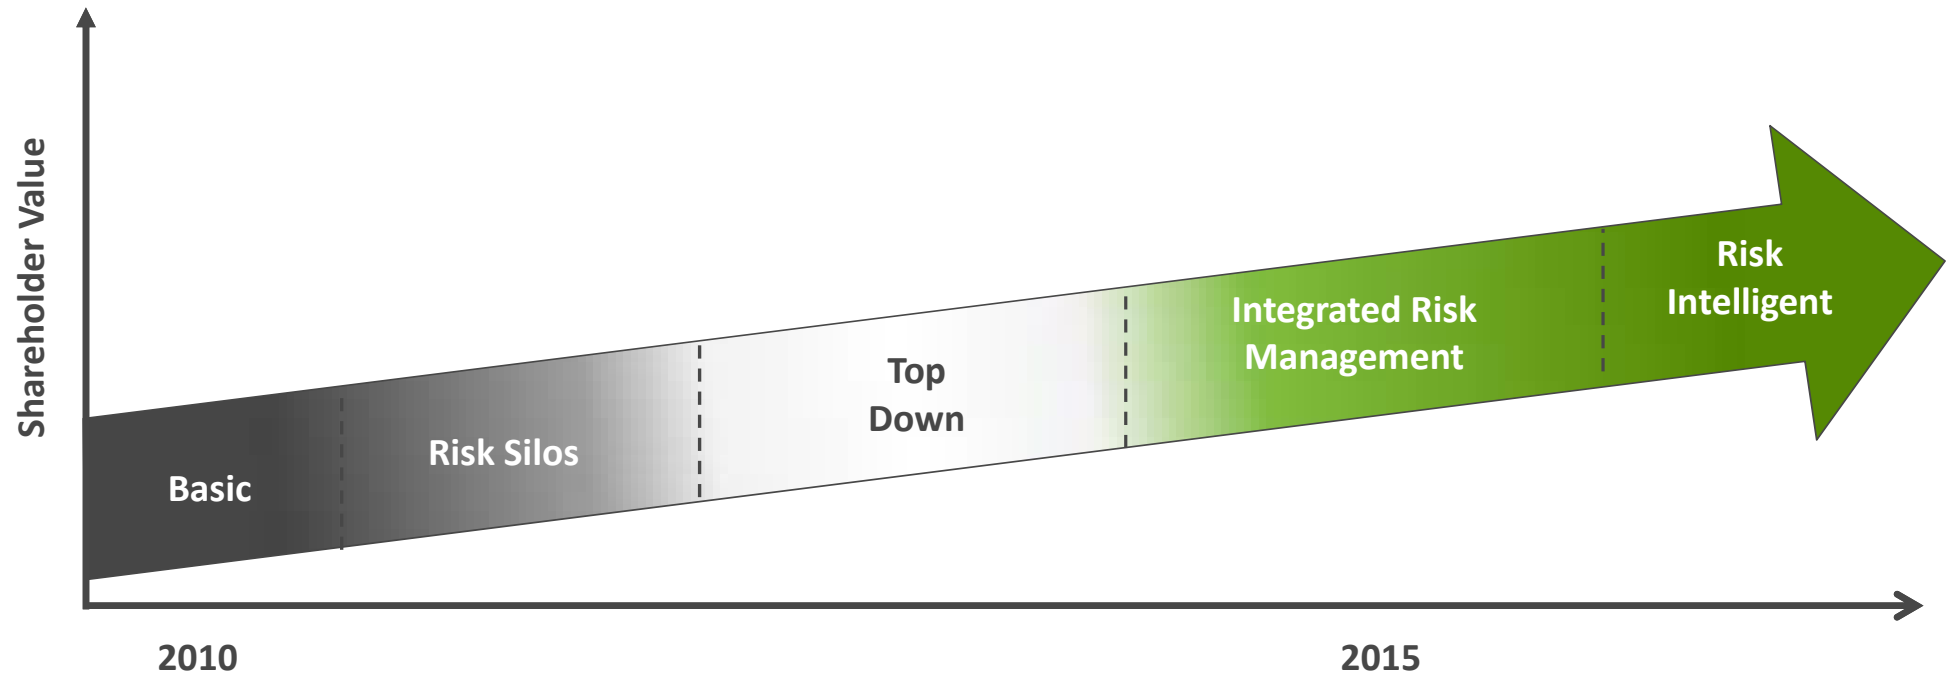 Shareholder Value
Basic
Risk Silos
Top
Down
Integrated Risk
Management
Risk
Intelligent
2010
2015